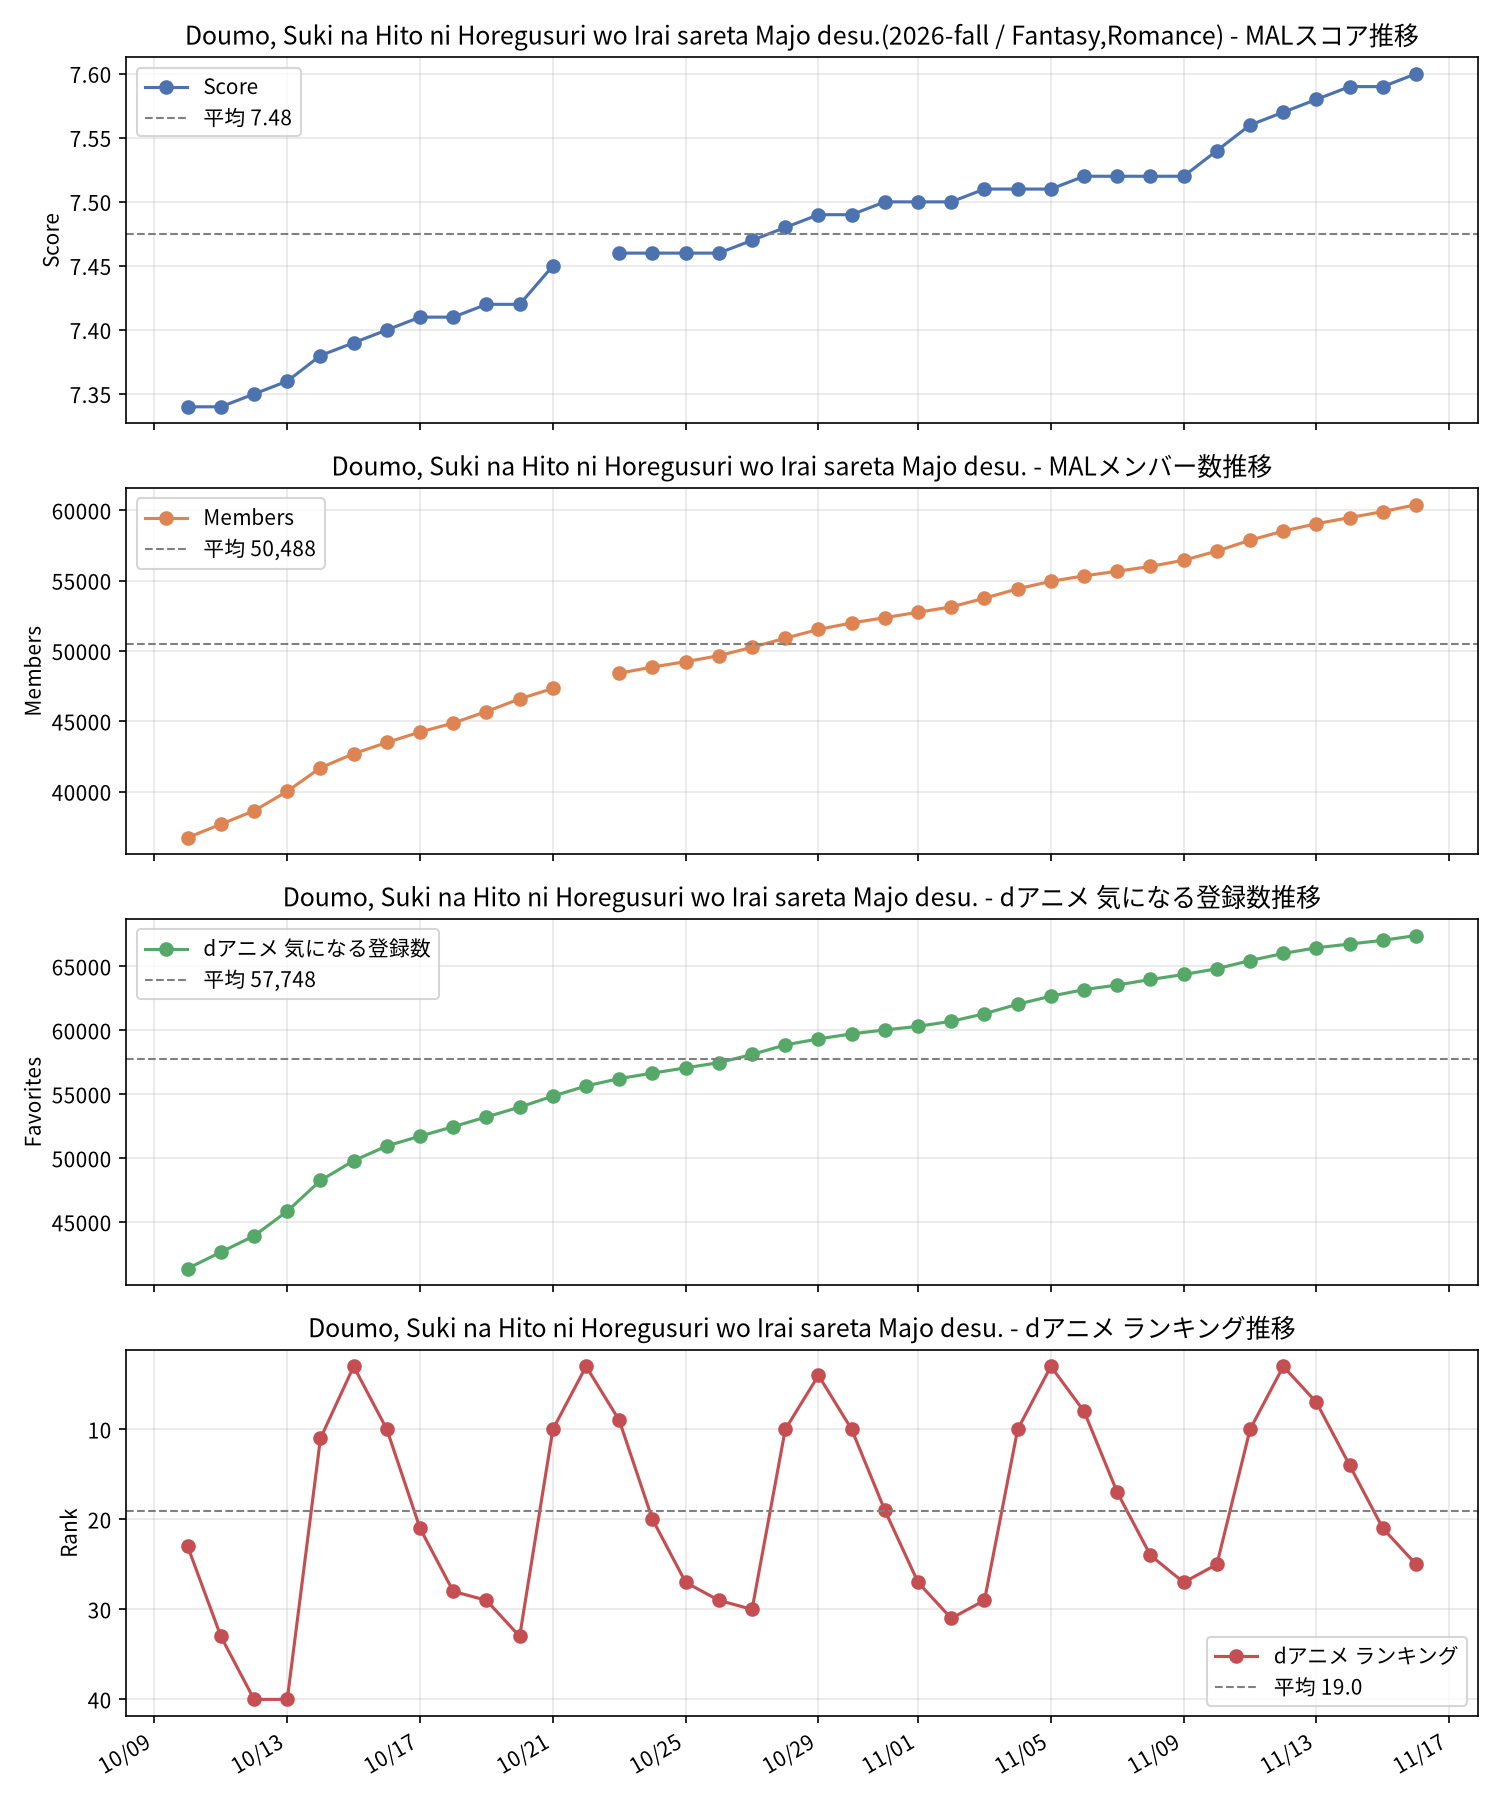 Doumo, Suki na Hito ni Horegusuri wo Irai sareta Majo desu.(2026-fall / Fantasy,Romance) - MALスコア推移
Score
平均 7.48
7.60
7.55
7.50
7.45
7.40
7.35
Score
Doumo, Suki na Hito ni Horegusuri wo Irai sareta Majo desu. - MALメンバー数推移
Members
平均 50,488
60000
55000
50000
45000
40000
Members
Doumo, Suki na Hito ni Horegusuri wo Irai sareta Majo desu. - dアニメ 気になる登録数推移
dアニメ 気になる登録数
平均 57,748
65000
60000
55000
50000
45000
Favorites
Doumo, Suki na Hito ni Horegusuri wo Irai sareta Majo desu. - dアニメ ランキング推移
10
20
30
40
Rank
dアニメ ランキング
平均 19.0
10/09
10/13
10/17
10/21
10/25
10/29
11/01
11/05
11/09
11/13
11/17